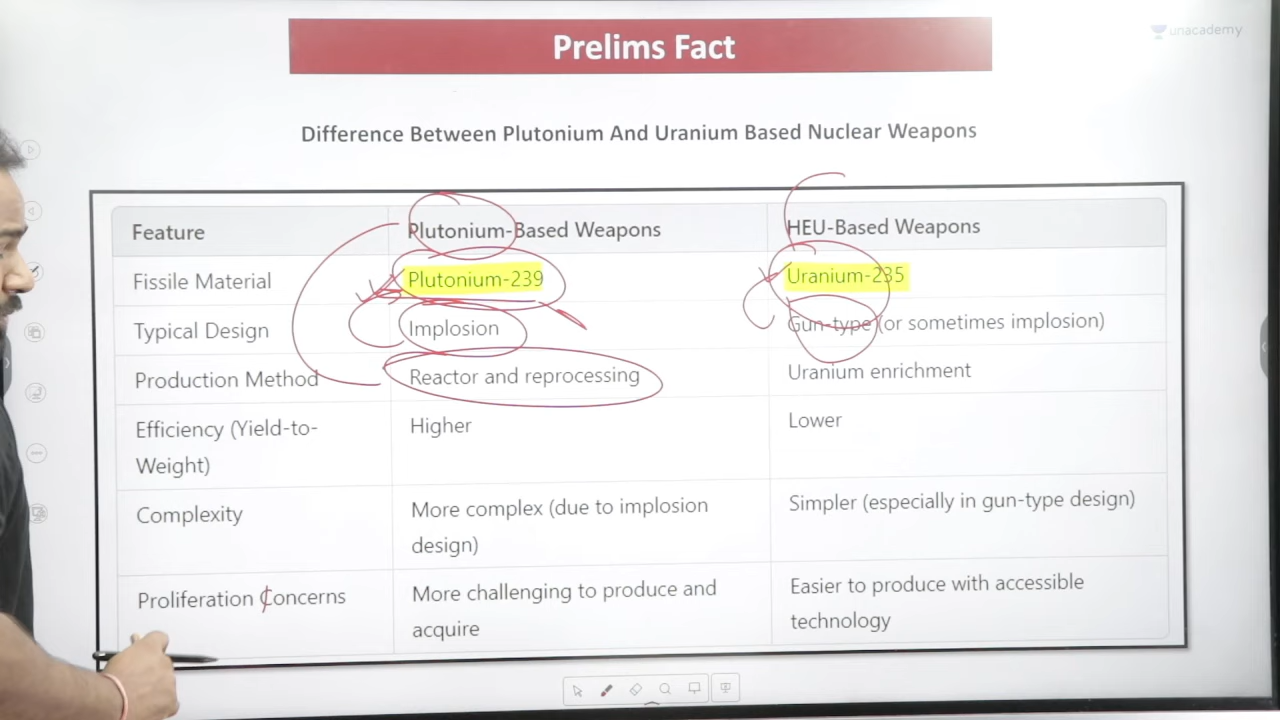 Prelims Fact
unacademy
Difference Between Plutonium And Uranium Based Nuclear Weapons
Feature
Plutonium-Based Weapons
HEU-Based Weapons
Fissile Material
Plutonium-239
Uranium-235
Typical Design
Implosion
Gun-type (or sometimes implosion)
Production Method
Reactor and reprocessing
Uranium enrichment
Efficiency (Yield-to-
Weight)
Higher
Lower
Complexity
More complex (due to implosion
design)
Simpler (especially in gun-type design)
Proliferation Concerns
More challenging to produce and
acquire
Easier to produce with accessible
technology